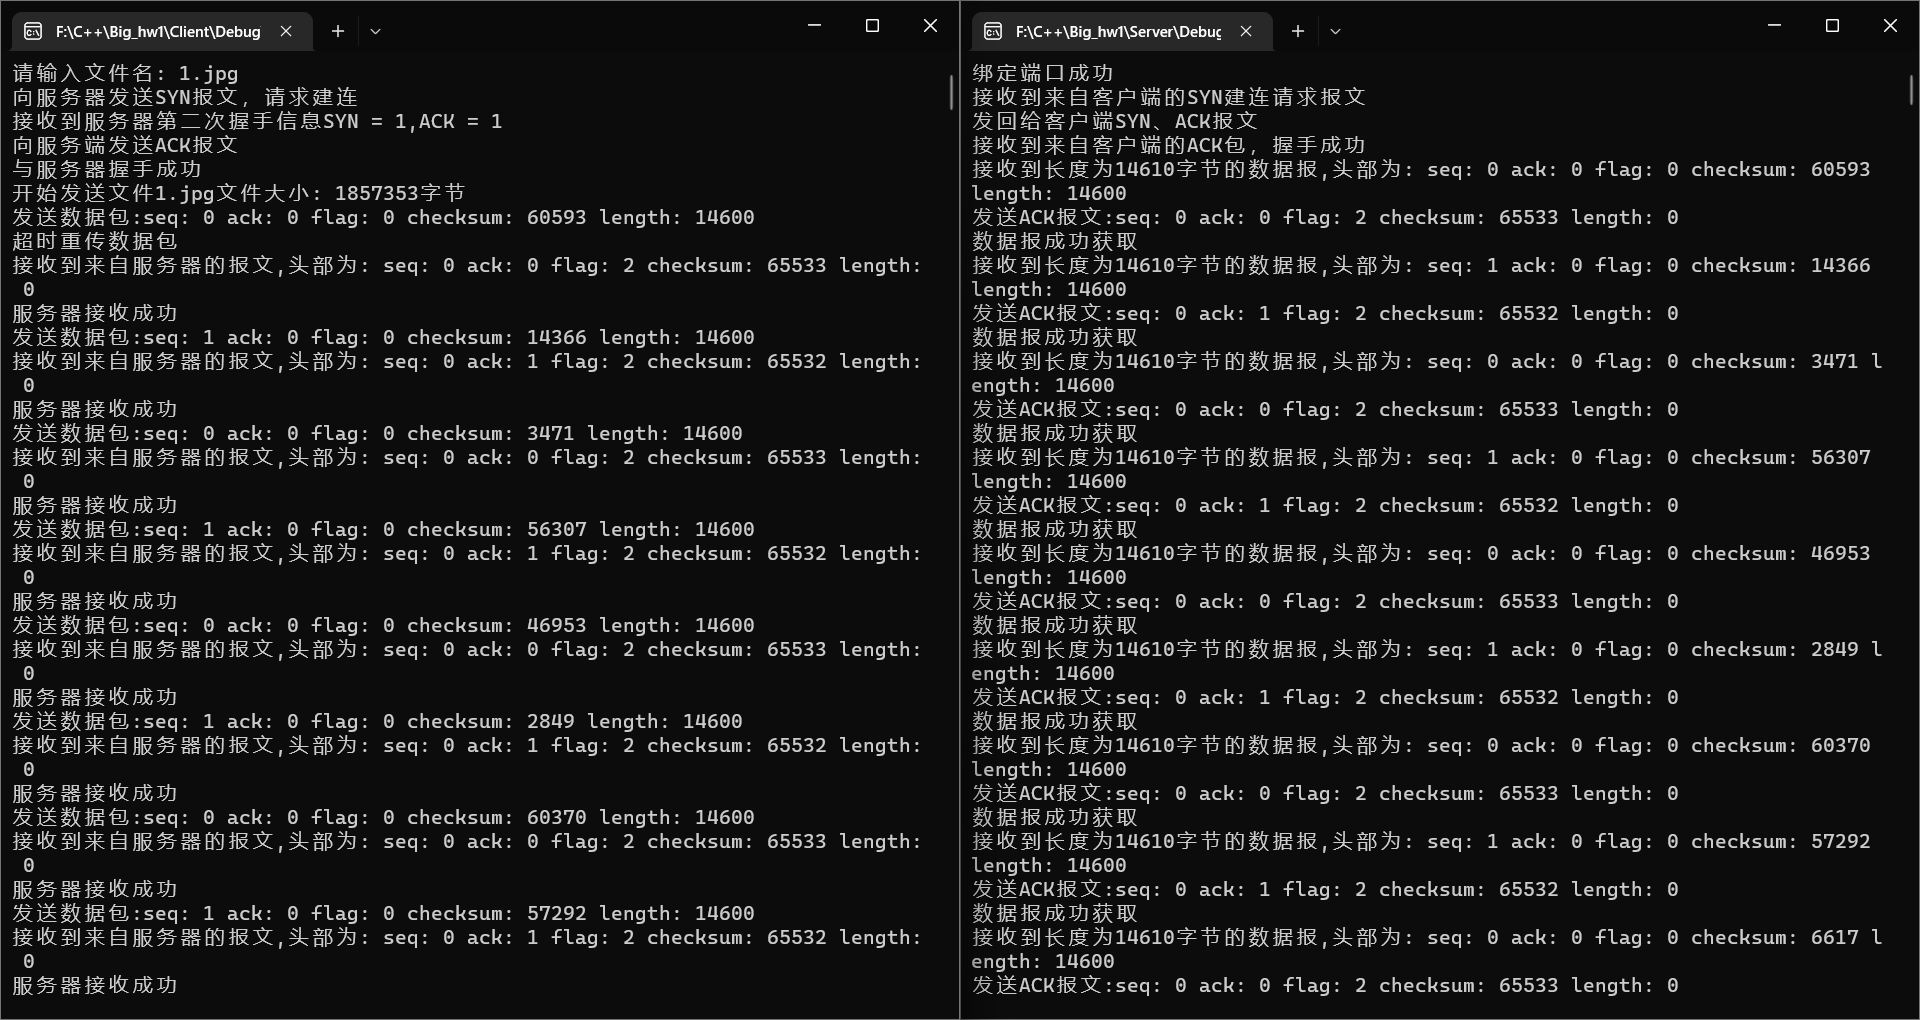 F:\C++\Big_hw1\Client\Debug
请输入文件名: 1.jpg
向服务器发送SYN报文, 请求建连
接收到服务器第二次握手信息SYN = 1,ACK = 1
向服务端发送ACK报文
与服务器握手成功
开始发送文件1.jpg文件大小: 1857353字节
发送数据包:seq: 0 ack: 0 flag: 0 checksum: 60593 length: 14600
超时重传数据包
接收到来自服务器的报文,头部为: seq: 0 ack: 0 flag: 2 checksum: 65533 length:
0
服务器接收成功
发送数据包:seq: 1 ack: 0 flag: 0 checksum: 14366 length: 14600
接收到来自服务器的报文,头部为: seq: 0 ack: 1 flag: 2 checksum: 65532 length:
0
服务器接收成功
发送数据包:seq: 0 ack: 0 flag: 0 checksum: 3471 length: 14600
接收到来自服务器的报文,头部为: seq: 0 ack: 0 flag: 2 checksum: 65533 length:
0
服务器接收成功
发送数据包:seq: 1 ack: 0 flag: 0 checksum: 56307 length: 14600
接收到来自服务器的报文,头部为: seq: 0 ack: 1 flag: 2 checksum: 65532 length:
0
服务器接收成功
发送数据包:seq: 0 ack: 0 flag: 0 checksum: 46953 length: 14600
接收到来自服务器的报文,头部为: seq: 0 ack: 0 flag: 2 checksum: 65533 length:
0
服务器接收成功
发送数据包:seq: 1 ack: 0 flag: 0 checksum: 2849 length: 14600
接收到来自服务器的报文,头部为: seq: 0 ack: 1 flag: 2 checksum: 65532 length:
0
服务器接收成功
发送数据包:seq: 0 ack: 0 flag: 0 checksum: 60370 length: 14600
接收到来自服务器的报文,头部为: seq: 0 ack: 0 flag: 2 checksum: 65533 length:
0
服务器接收成功
发送数据包:seq: 1 ack: 0 flag: 0 checksum: 57292 length: 14600
接收到来自服务器的报文,头部为: seq: 0 ack: 1 flag: 2 checksum: 65532 length:
0
服务器接收成功
F:\C++\Big_hw1\Server\Debug
绑定端口成功
接收到来自客户端的SYN建连请求报文
发回给客户端SYN、ACK报文
接收到来自客户端的ACK包, 握手成功
接收到长度为14610字节的数据报,头部为: seq: 0 ack: 0 flag: 0 checksum: 60593
length: 14600
发送ACK报文:seq: 0 ack: 0 flag: 2 checksum: 65533 length: 0
数据报成功获取
接收到长度为14610字节的数据报,头部为: seq: 1 ack: 0 flag: 0 checksum: 14366
length: 14600
发送ACK报文:seq: 0 ack: 1 flag: 2 checksum: 65532 length: 0
数据报成功获取
接收到长度为14610字节的数据报,头部为: seq: 0 ack: 0 flag: 0 checksum: 3471 l
ength: 14600
发送ACK报文:seq: 0 ack: 0 flag: 2 checksum: 65533 length: 0
数据报成功获取
接收到长度为14610字节的数据报,头部为: seq: 1 ack: 0 flag: 0 checksum: 56307
length: 14600
发送ACK报文:seq: 0 ack: 1 flag: 2 checksum: 65532 length: 0
数据报成功获取
接收到长度为14610字节的数据报,头部为: seq: 0 ack: 0 flag: 0 checksum: 46953
length: 14600
发送ACK报文:seq: 0 ack: 0 flag: 2 checksum: 65533 length: 0
数据报成功获取
接收到长度为14610字节的数据报,头部为: seq: 1 ack: 0 flag: 0 checksum: 2849 l
ength: 14600
发送ACK报文:seq: 0 ack: 1 flag: 2 checksum: 65532 length: 0
数据报成功获取
接收到长度为14610字节的数据报,头部为: seq: 0 ack: 0 flag: 0 checksum: 60370
length: 14600
发送ACK报文:seq: 0 ack: 0 flag: 2 checksum: 65533 length: 0
数据报成功获取
接收到长度为14610字节的数据报,头部为: seq: 1 ack: 0 flag: 0 checksum: 57292
length: 14600
发送ACK报文:seq: 0 ack: 1 flag: 2 checksum: 65532 length: 0
数据报成功获取
接收到长度为14610字节的数据报,头部为: seq: 0 ack: 0 flag: 0 checksum: 6617 l
ength: 14600
发送ACK报文:seq: 0 ack: 0 flag: 2 checksum: 65533 length: 0